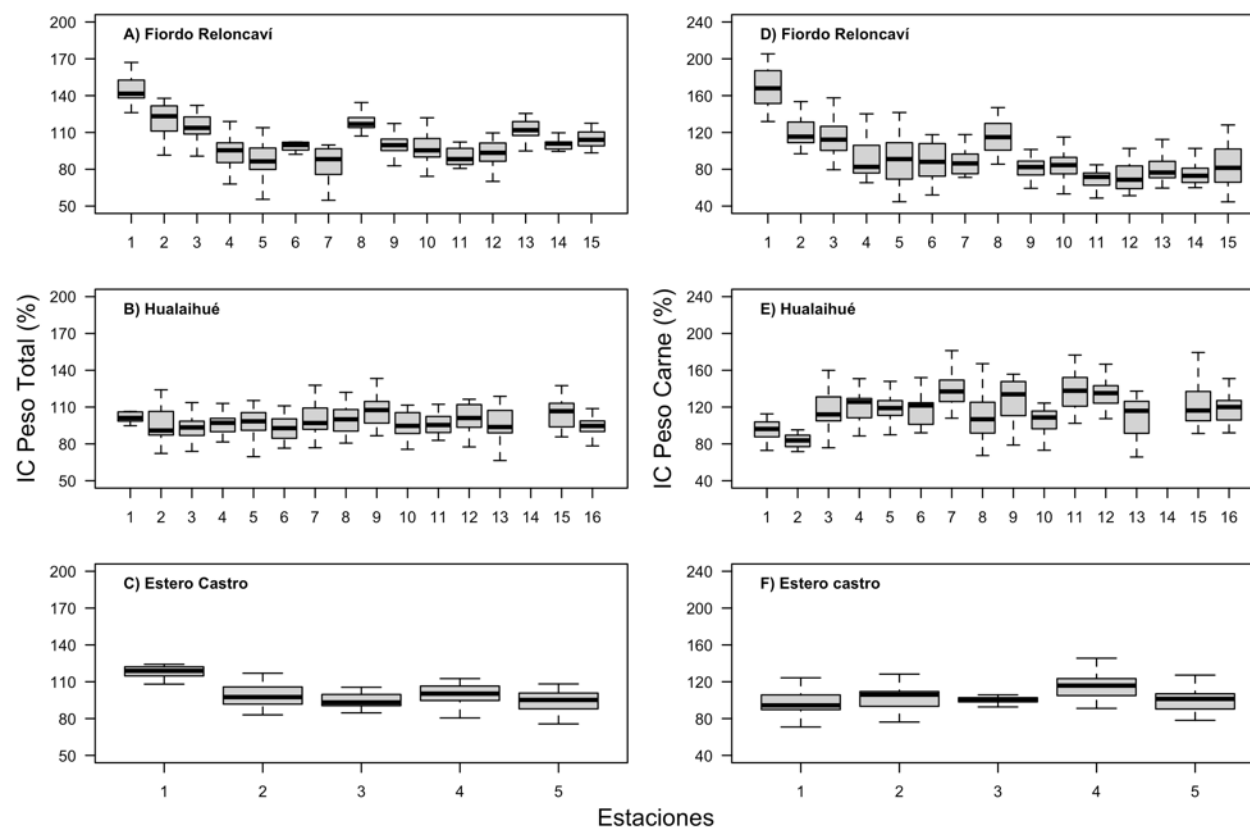 A) Fiordo Reloncaví
200
170
140
110
80
50
1 2 3 4 5 6 7 8 9 10 11 12 13 14 15
D) Fiordo Reloncaví
240
200
160
120
80
40
1 2 3 4 5 6 7 8 9 10 11 12 13 14 15
IC Peso Total (%)
B) Hualaihué
200
170
140
110
80
50
1 2 3 4 5 6 7 8 9 10 11 12 13 15 16
IC Peso Carne (%)
E) Hualaihué
240
200
160
120
80
40
1 2 3 4 5 6 7 8 9 10 11 12 13 15 16
C) Estero Castro
200
170
140
110
80
50
1 2 3 4 5
F) Estero castro
240
200
160
120
80
40
1 2 3 4 5
Estaciones